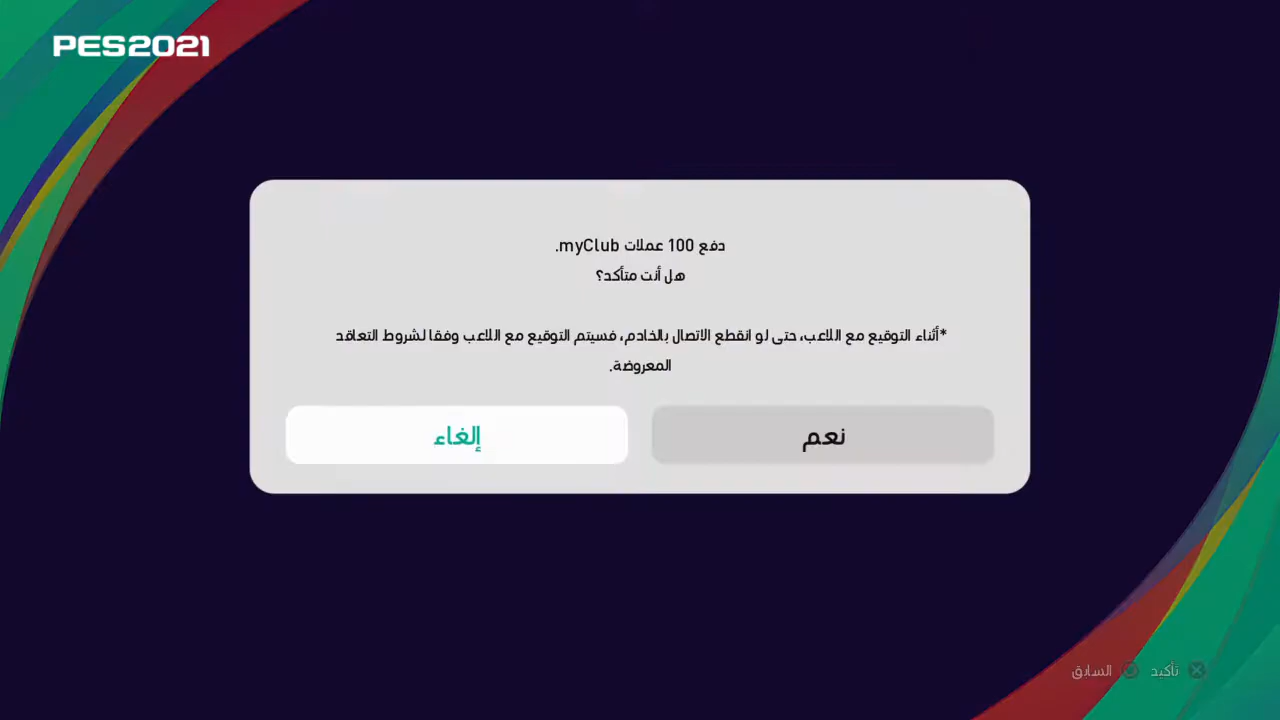 PES2021
دفع 100 عملات myClub.
هل أنت متأكد؟
*أثناء التوقيع مع اللاعب، حتى لو انقطع الاتصال بالخادم، فسيتم التوقيع مع اللاعب وفقا لشروط التعاقد
المعروضة.
نعم
إلغاء
تأكيد
السابق